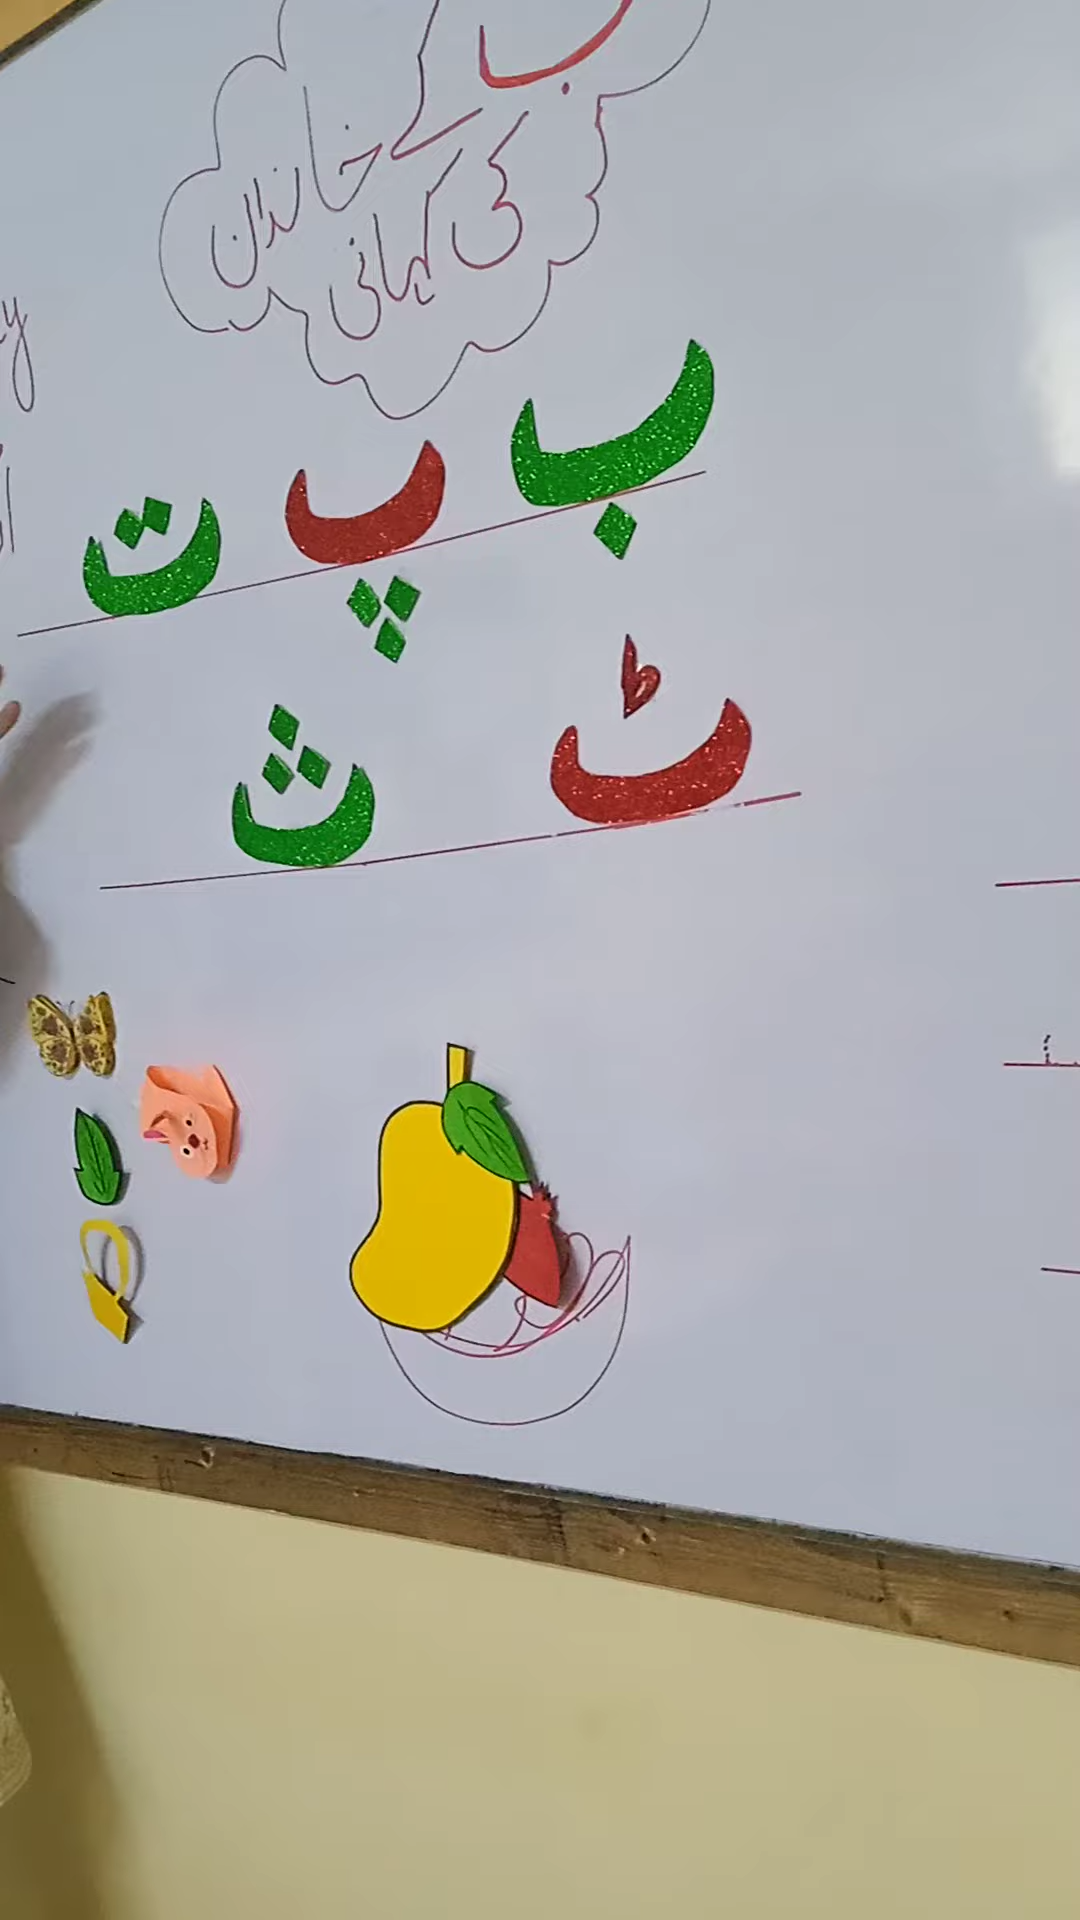 ب کے خاندان
کی کہانی
ب پ ت
ٹ ث